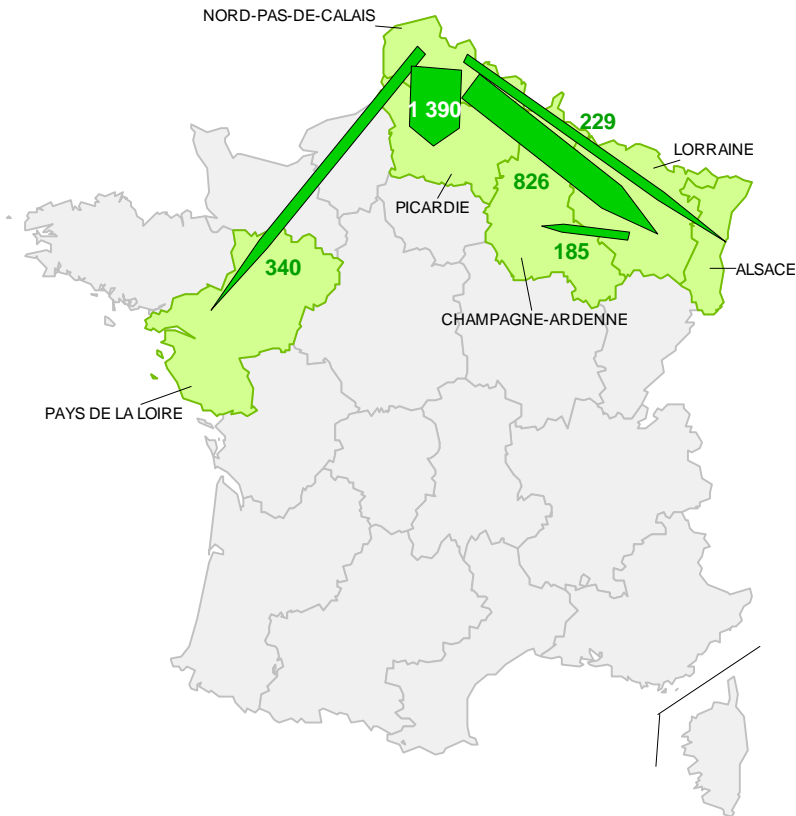 NORD-PAS-DE-CALAIS
1 390
229
LORRAINE
826
PICARDIE
185
340
ALSACE
CHAMPAGNE-ARDENNE
PAYS DE LA LOIRE